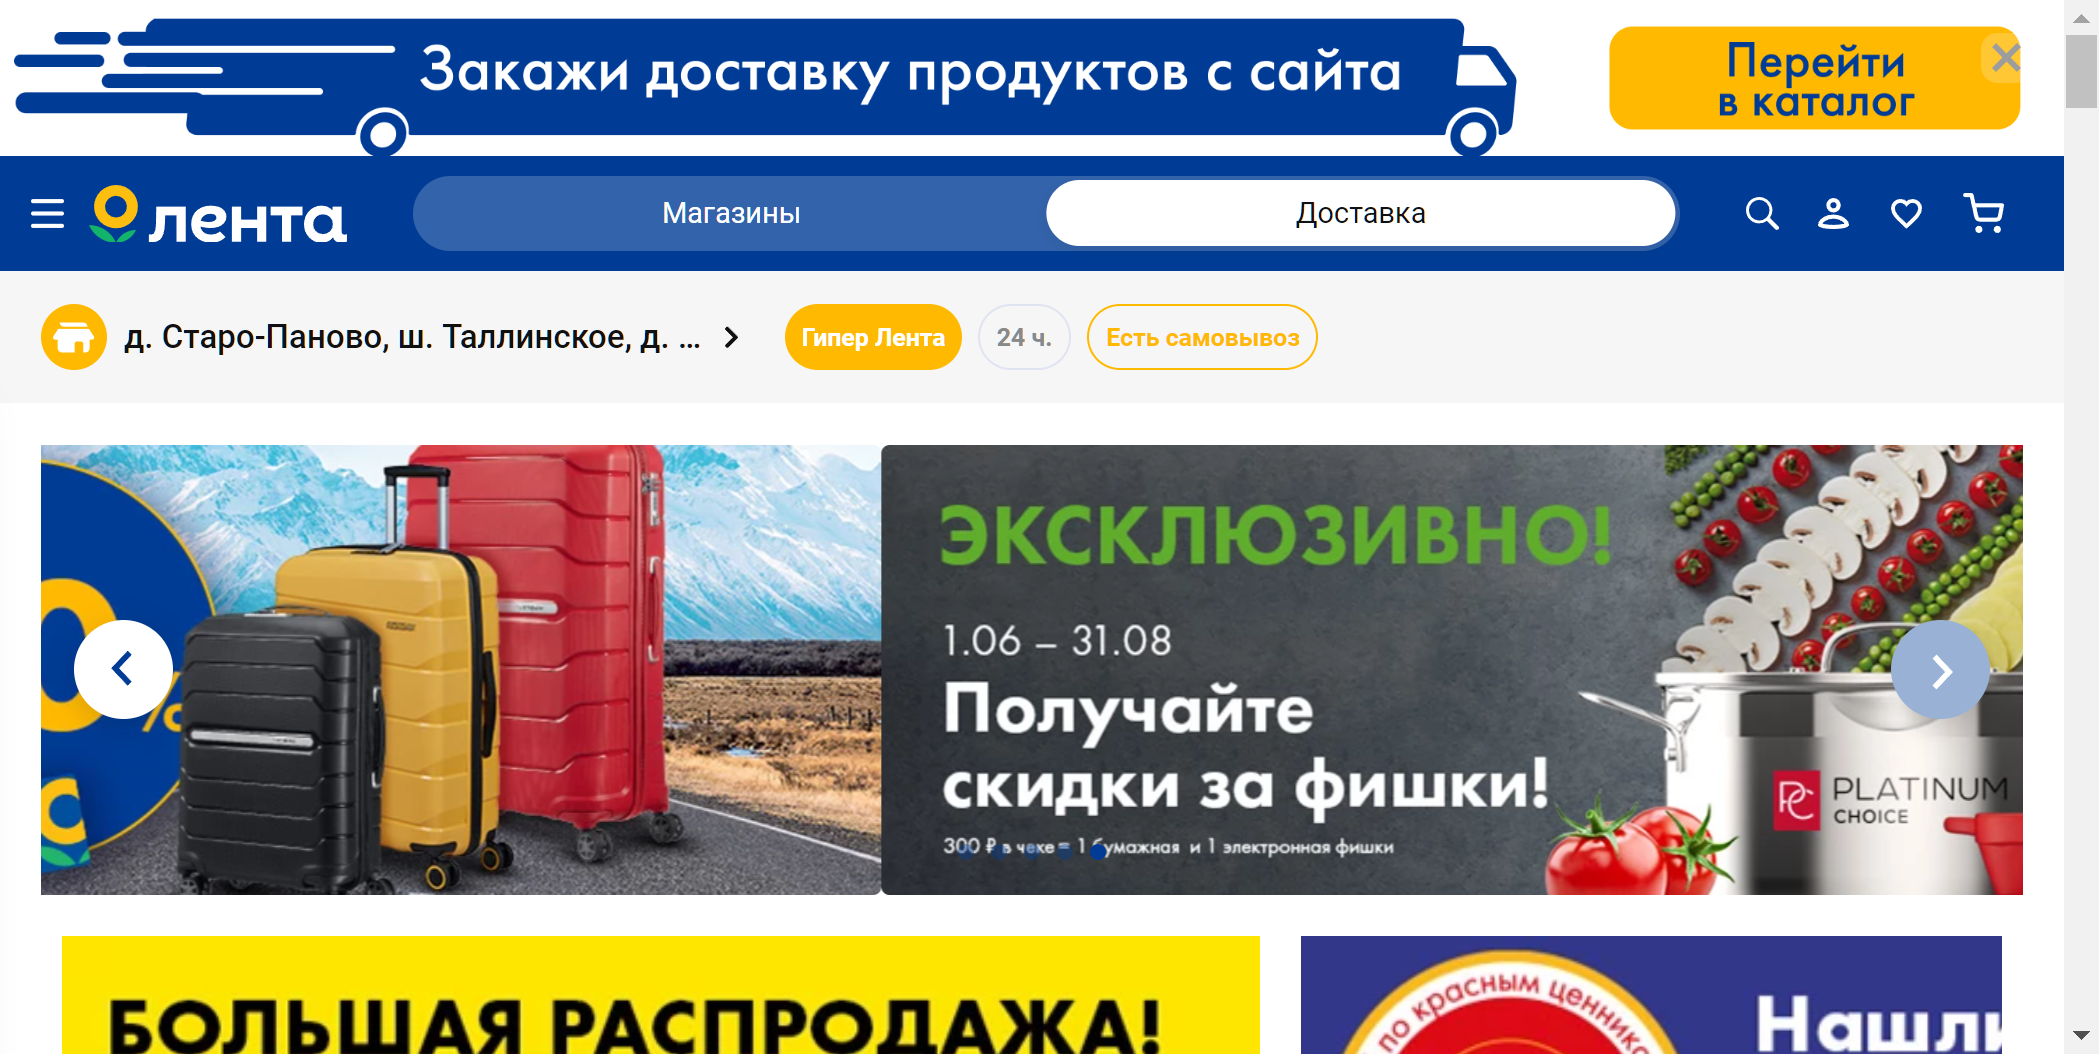 Закажи доставку продуктов с сайта
Перейти
в каталог
лента
Магазины
Доставка
д. Старо-Паново, ш. Таллинское, д. ...
Гипер Лента
24 ч.
Есть самовывоз
0%
ЭКСКЛЮЗИВНО!
1.06 – 31.08
Получайте
скидки за фишки!
300 ₽ в чеке = 1 бумажная и 1 электронная фишки
PC PLATINUM
CHOICE
БОЛЬШАЯ РАСПРОДАЖА!
по красным ценникам
Нашли